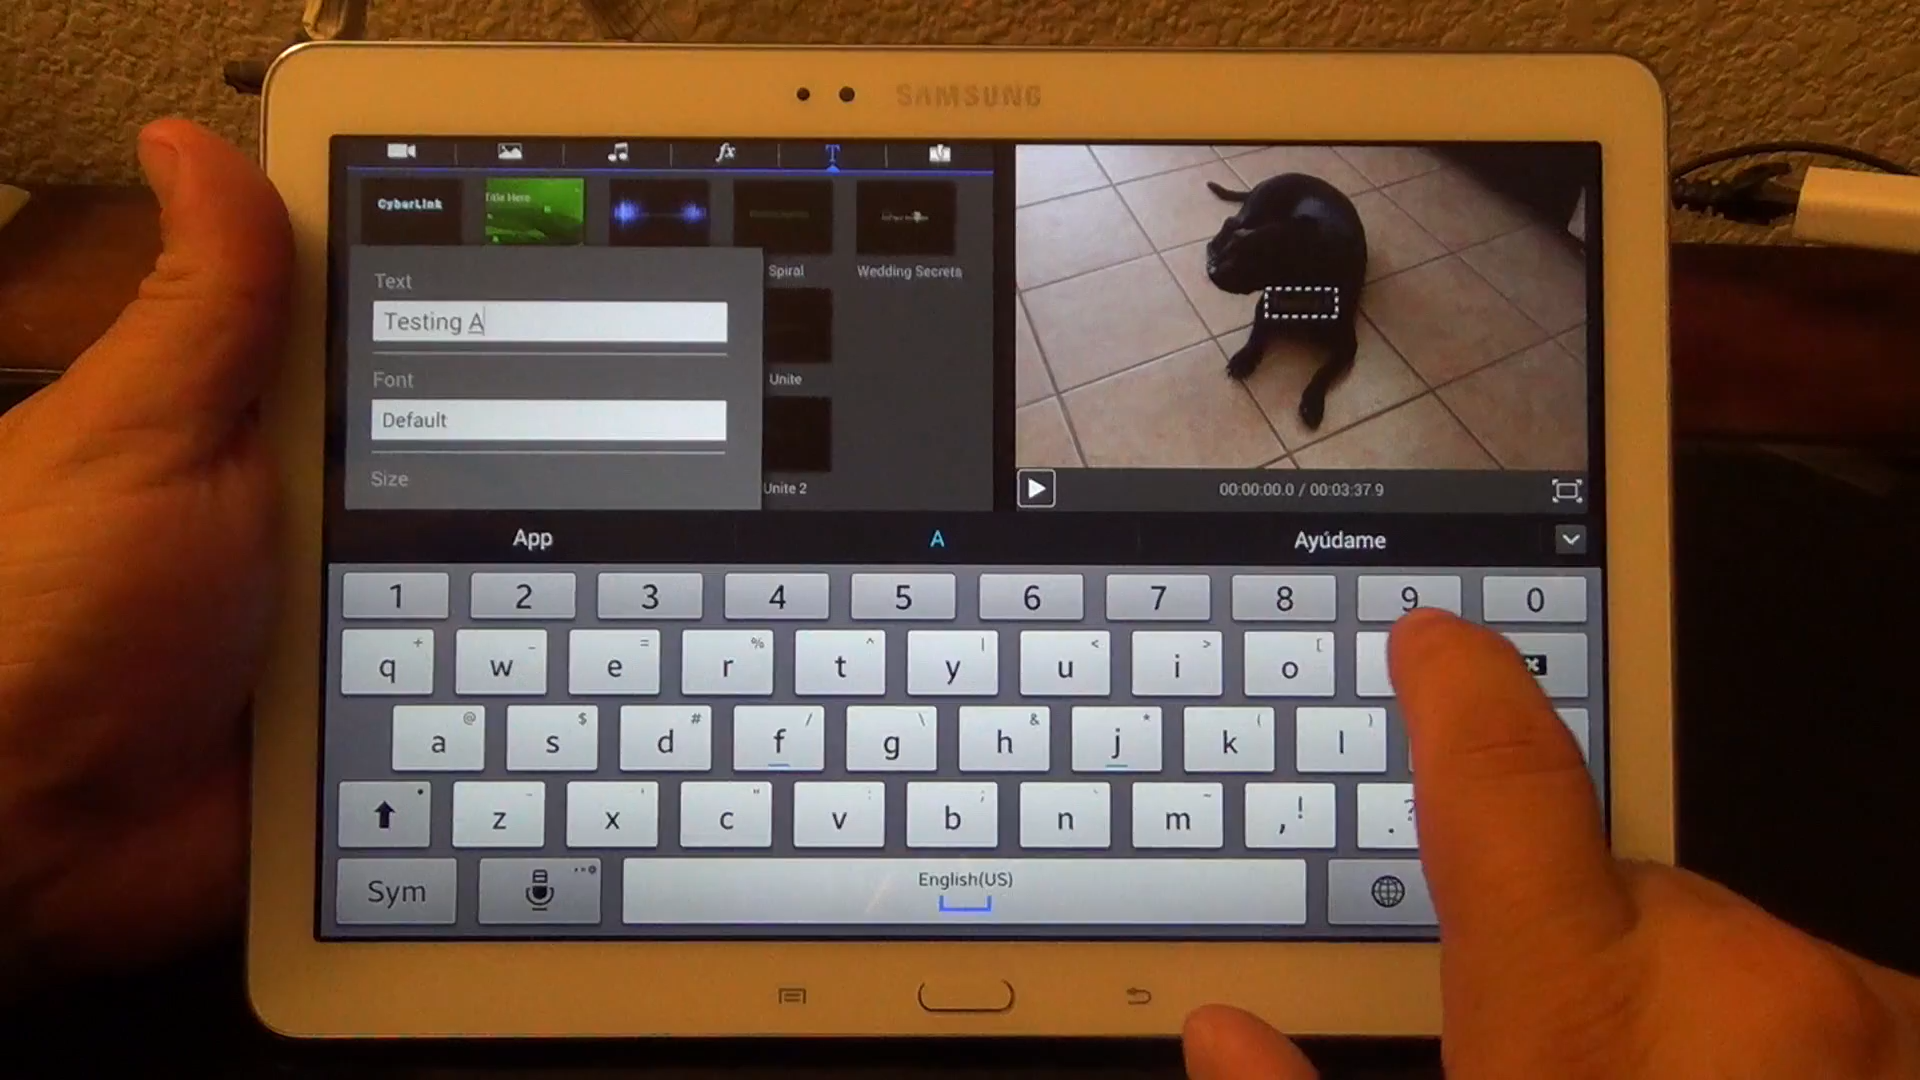 SAMSUNG
fx T
CyberLink
Title Here
Spiral
Wedding Secrets
Text
Testing A
Unite
Font
Default
Size
Unite 2
00:00:00.0 / 00:03:37.9
App A Ayúdame
1 2 3 4 5 6 7 8 9 0
+ - = % ^ | < > [
q w e r t y u i o
@ $ # / \ & * ( )
a s d f g h j k l
z x c v b n m , ! . ?
Sym English(US)